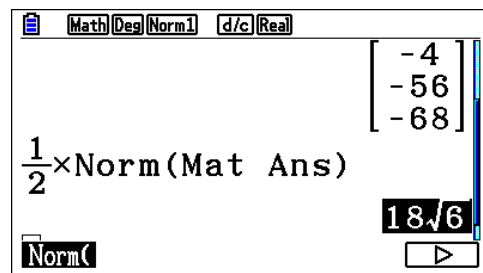 Math Deg Norm1 d/c Real
-4
-56
-68
1/2×Norm(Mat Ans)
18√6
Norm(